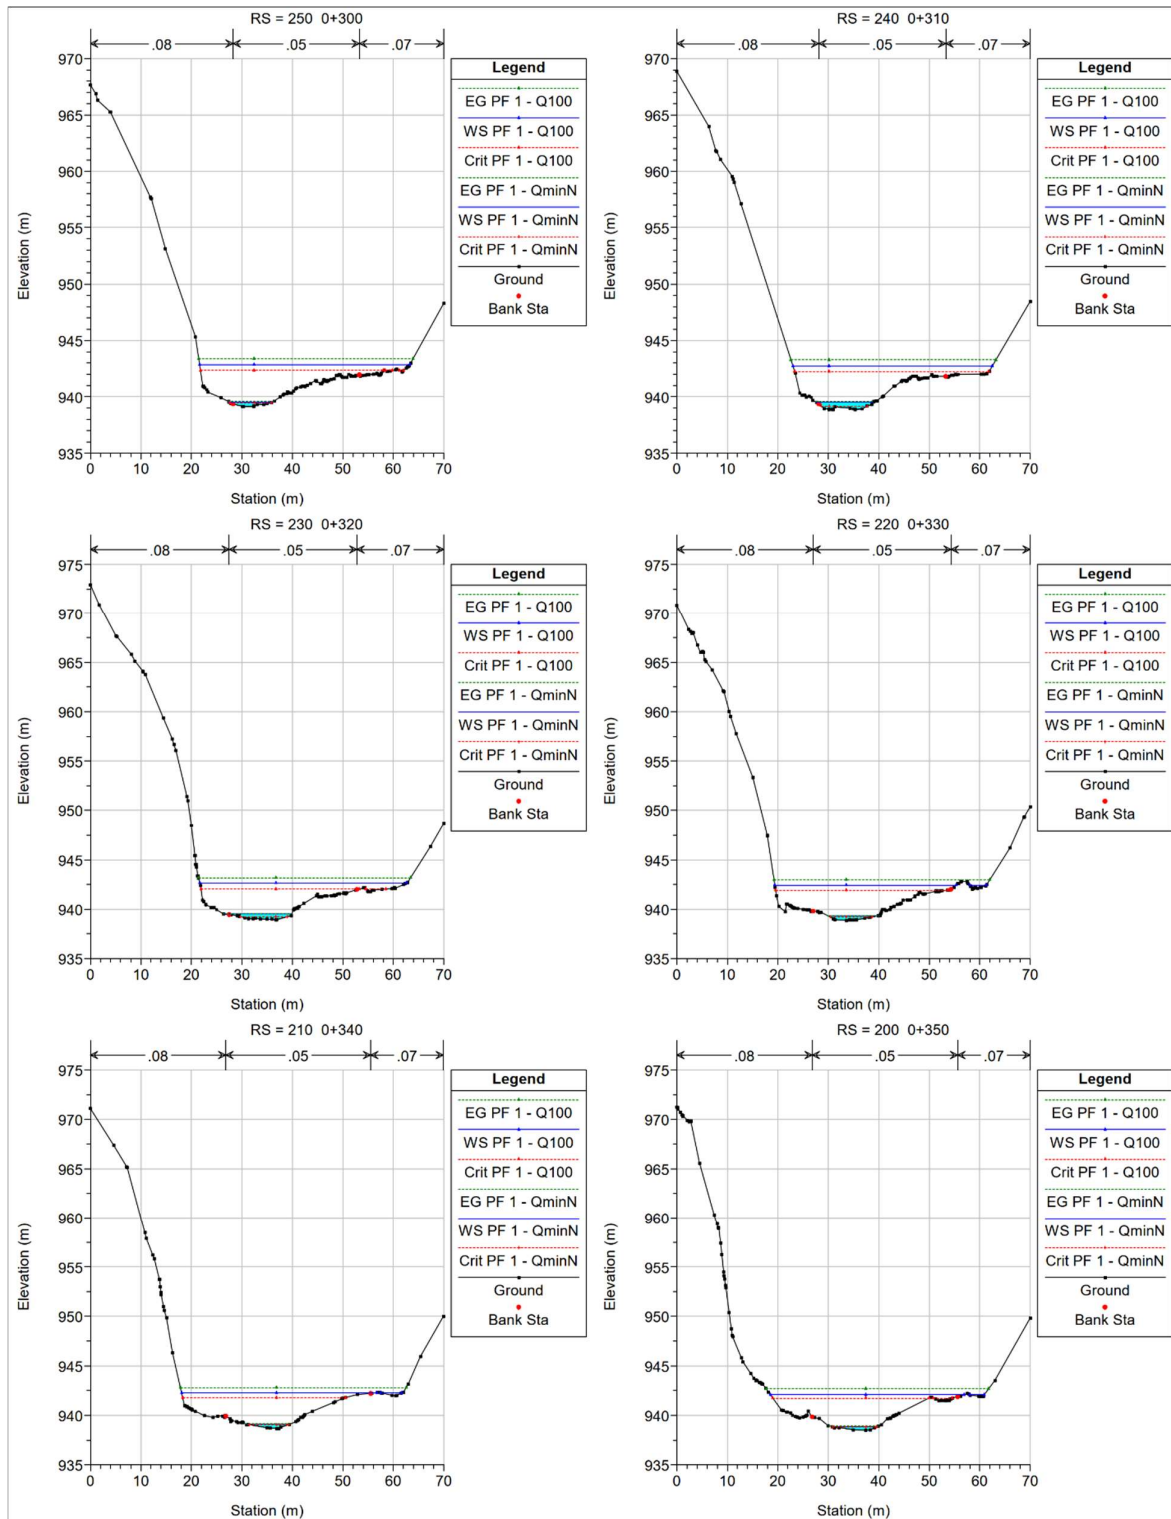 RS = 250 0+300
.08 .05 .07
970
965
960
955
950
945
940
935
Elevation (m)
0 10 20 30 40 50 60 70
Station (m)
Legend
EG PF 1 - Q100
WS PF 1 - Q100
Crit PF 1 - Q100
EG PF 1 - QminN
WS PF 1 - QminN
Crit PF 1 - QminN
Ground
Bank Sta
RS = 240 0+310
.08 .05 .07
970
965
960
955
950
945
940
935
Elevation (m)
0 10 20 30 40 50 60 70
Station (m)
Legend
EG PF 1 - Q100
WS PF 1 - Q100
Crit PF 1 - Q100
EG PF 1 - QminN
WS PF 1 - QminN
Crit PF 1 - QminN
Ground
Bank Sta
RS = 230 0+320
.08 .05 .07
975
970
965
960
955
950
945
940
935
Elevation (m)
0 10 20 30 40 50 60 70
Station (m)
Legend
EG PF 1 - Q100
WS PF 1 - Q100
Crit PF 1 - Q100
EG PF 1 - QminN
WS PF 1 - QminN
Crit PF 1 - QminN
Ground
Bank Sta
RS = 220 0+330
.08 .05 .07
975
970
965
960
955
950
945
940
935
Elevation (m)
0 10 20 30 40 50 60 70
Station (m)
Legend
EG PF 1 - Q100
WS PF 1 - Q100
Crit PF 1 - Q100
EG PF 1 - QminN
WS PF 1 - QminN
Crit PF 1 - QminN
Ground
Bank Sta
RS = 210 0+340
.08 .05 .07
975
970
965
960
955
950
945
940
935
Elevation (m)
0 10 20 30 40 50 60 70
Station (m)
Legend
EG PF 1 - Q100
WS PF 1 - Q100
Crit PF 1 - Q100
EG PF 1 - QminN
WS PF 1 - QminN
Crit PF 1 - QminN
Ground
Bank Sta
RS = 200 0+350
.08 .05 .07
975
970
965
960
955
950
945
940
935
Elevation (m)
0 10 20 30 40 50 60 70
Station (m)
Legend
EG PF 1 - Q100
WS PF 1 - Q100
Crit PF 1 - Q100
EG PF 1 - QminN
WS PF 1 - QminN
Crit PF 1 - QminN
Ground
Bank Sta